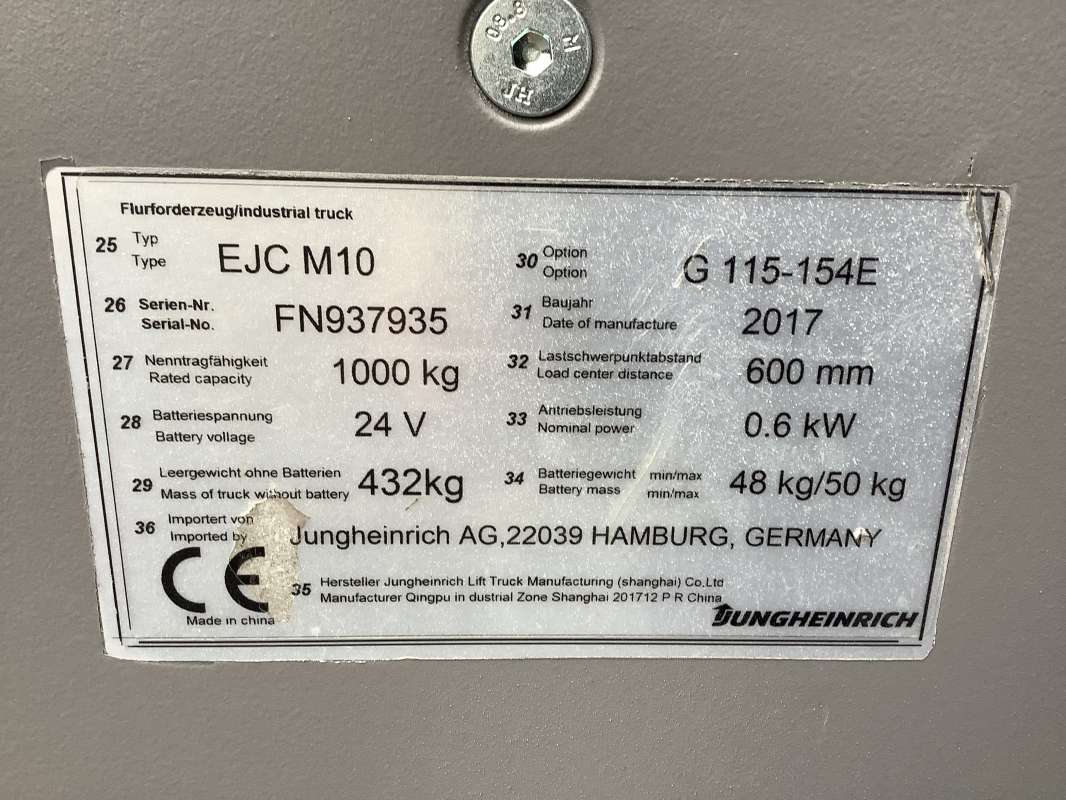 08.8 M
JH
Flurforderzeug/industrial truck
25 Typ
Type EJC M10
30 Option
Option G 115-154E
26 Serien-Nr.
Serial-No. FN937935
31 Baujahr
Date of manufacture 2017
27 Nenntragfähigkeit
Rated capacity 1000 kg
32 Lastschwerpunktabstand
Load center distance 600 mm
28 Batteriespannung
Battery vollage 24 V
33 Antriebsleistung
Nominal power 0.6 kW
29 Leergewicht ohne Batterien
Mass of truck without battery 432kg
34 Batteriegewicht min/max
Battery mass min/max 48 kg/50 kg
36 Importert von
Imported by Jungheinrich AG,22039 HAMBURG, GERMANY
CE
Made in china
35 Hersteller Jungheinrich Lift Truck Manufacturing (shanghai) Co.Ltd
Manufacturer Qingpu in dustrial Zone Shanghai 201712 P R China
JUNGHEINRICH